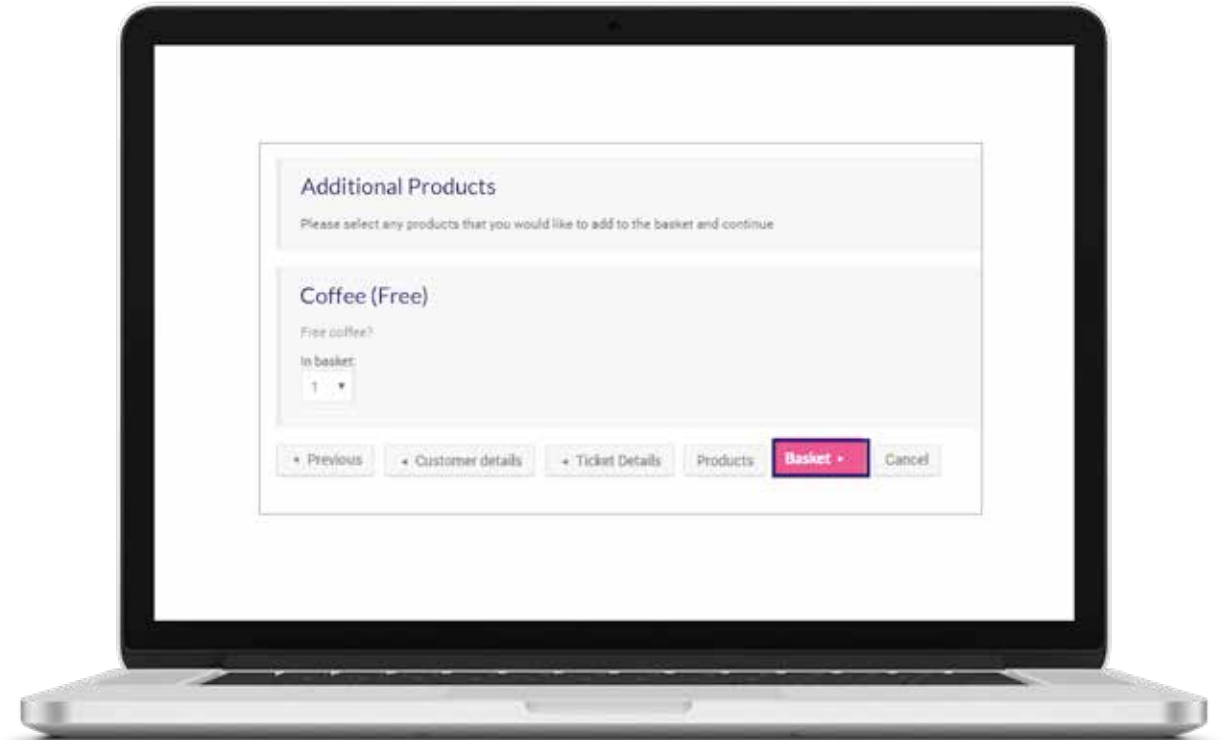 Additional Products
Please select any products that you would like to add to the basket and continue
Coffee (Free)
Free coffee?
In basket:
1
Previous
Customer details
Ticket Details
Products
Basket
Cancel